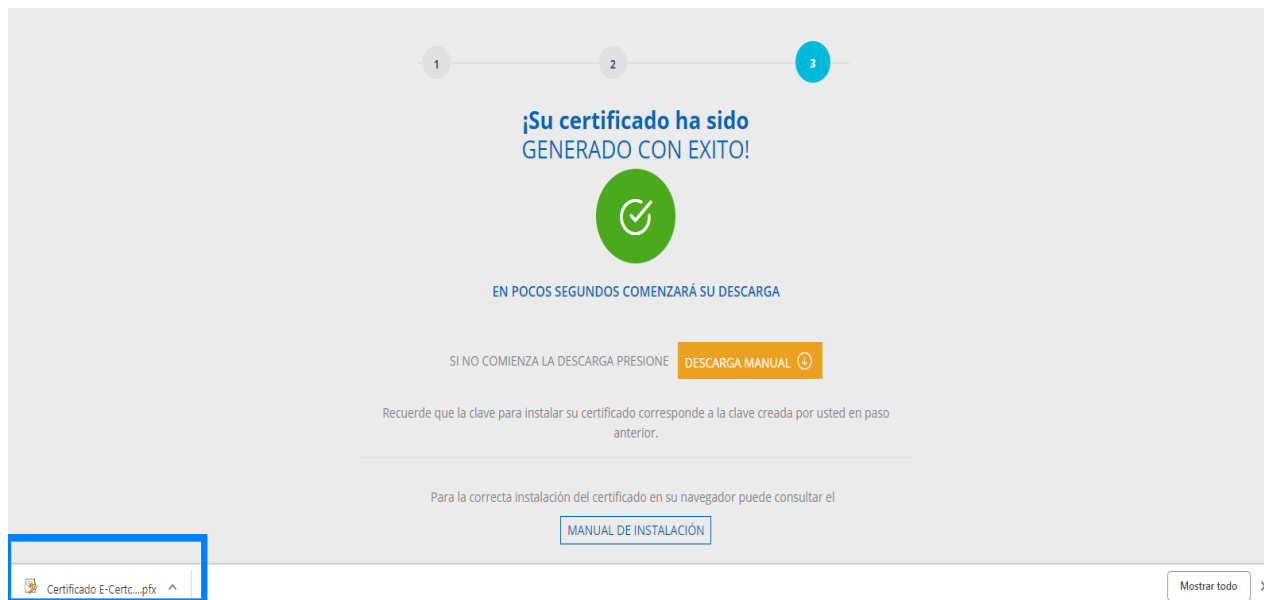 1 2 3
¡Su certificado ha sido
GENERADO CON EXITO!
EN POCOS SEGUNDOS COMENZARÁ SU DESCARGA
SI NO COMIENZA LA DESCARGA PRESIONE DESCARGA MANUAL
Recuerde que la clave para instalar su certificado corresponde a la clave creada por usted en paso
anterior.
Para la correcta instalación del certificado en su navegador puede consultar el
MANUAL DE INSTALACIÓN
Certificado E-Certc....pfx Mostrar todo